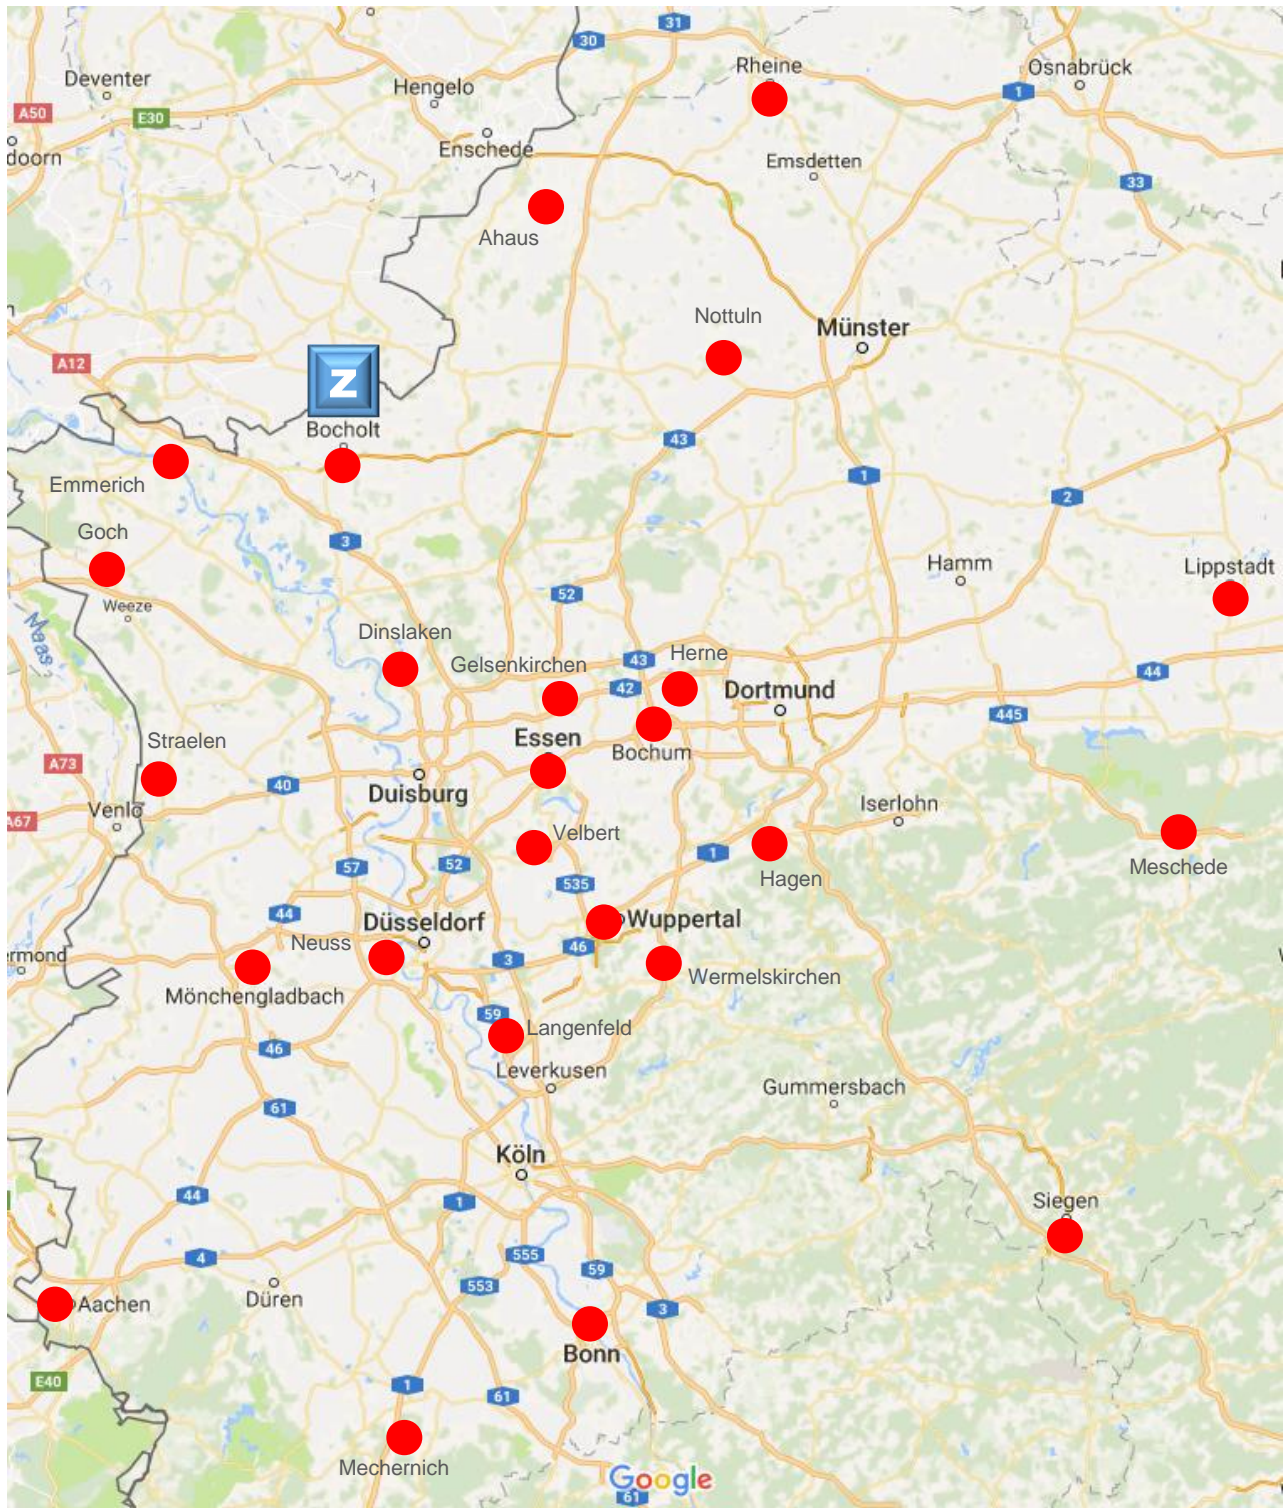 31
30
Rheine
Osnabrück
Deventer
Hengelo
1
A50
E30
Enschede
doorn
Emsdetten
33
Ahaus
Nottuln
Münster
A12
Z
Bocholt
43
Emmerich
1
2
Goch
3
Hamm
Lippstadt
52
Weeze
Maas
Dinslaken
Gelsenkirchen
43
Herne
44
42
Dortmund
445
Straelen
Essen
Bochum
A73
40
Duisburg
Venlo
A67
Iserlohn
Velbert
1
57
52
Meschede
Hagen
535
44
Düsseldorf
Wuppertal
Neuss
46
ermond
3
Wermelskirchen
Mönchengladbach
59
Langenfeld
46
Leverkusen
Gummersbach
61
Köln
44
1
Siegen
4
555
59
553
Düren
Aachen
3
Bonn
E40
1
61
Mechernich
Google
61